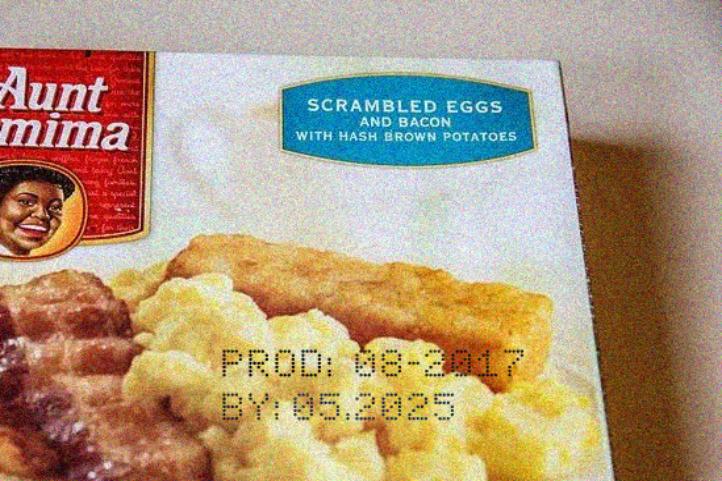 Aunt
mima
SCRAMBLED EGGS
AND BACON
WITH HASH BROWN POTATOES
PROD: 08-2017
BY: 05.2025